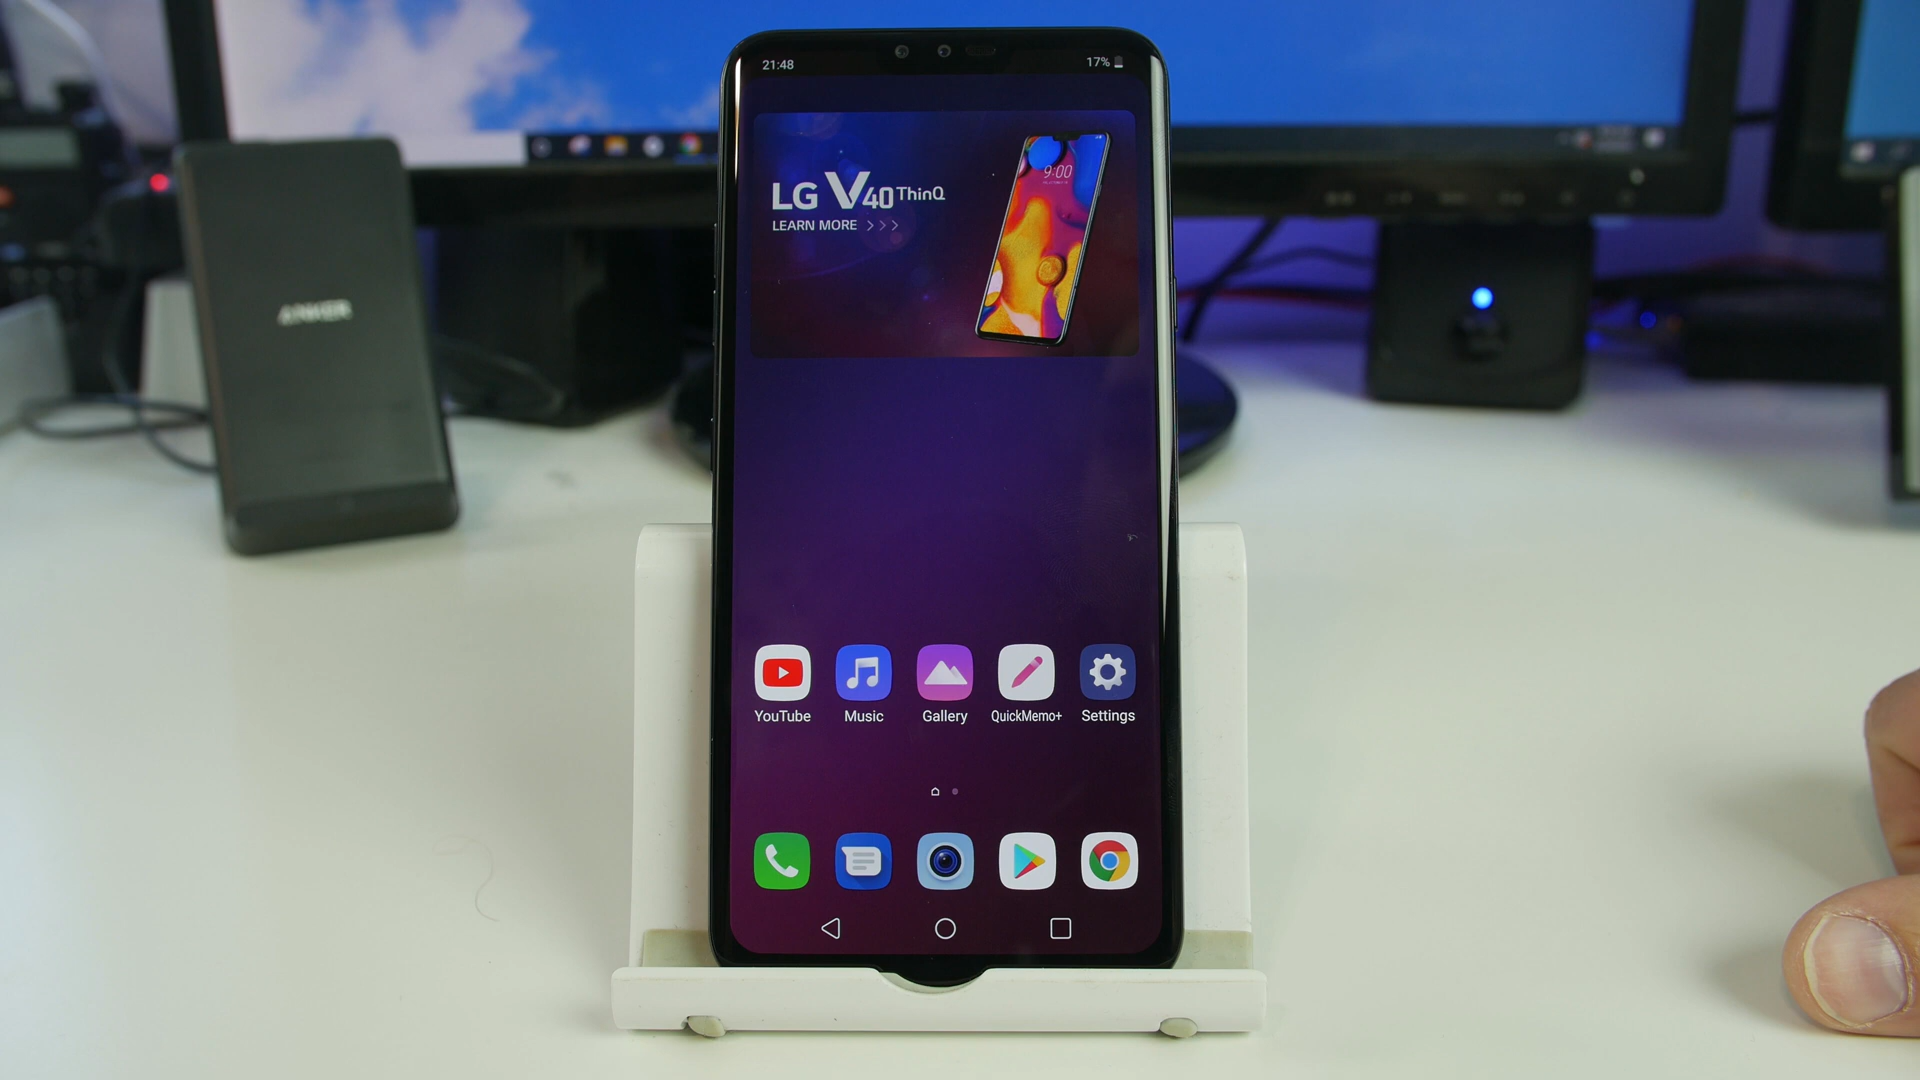 21:48
17%
LG V40 ThinQ
LEARN MORE >>>
9:00
ANKER
YouTube
Music
Gallery
QuickMemo+
Settings